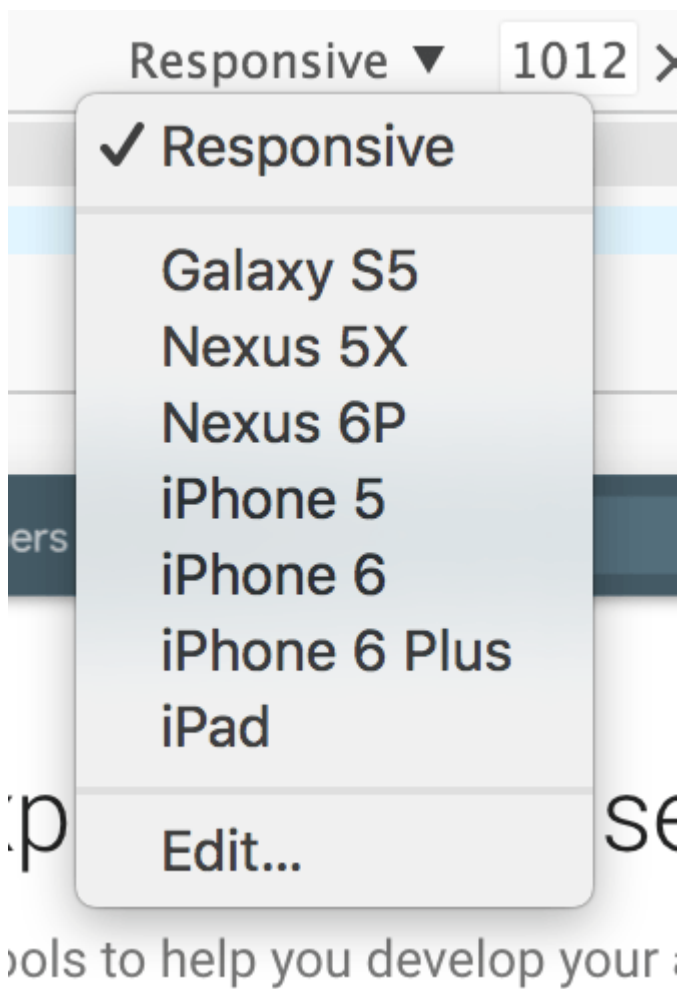 Responsive ▼ 1012
✓ Responsive
Galaxy S5
Nexus 5X
Nexus 6P
iPhone 5
iPhone 6
iPhone 6 Plus
iPad
Edit...
ools to help you develop your